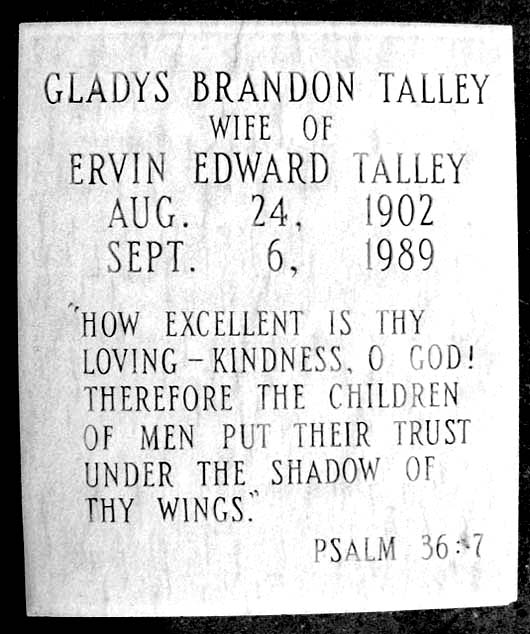 GLADYS BRANDON TALLEY
WIFE OF
ERVIN EDWARD TALLEY
AUG. 24, 1902
SEPT. 6, 1989
"HOW EXCELLENT IS THY
LOVING-KINDNESS, O GOD!
THEREFORE THE CHILDREN
OF MEN PUT THEIR TRUST
UNDER THE SHADOW OF
THY WINGS."
PSALM 36:7